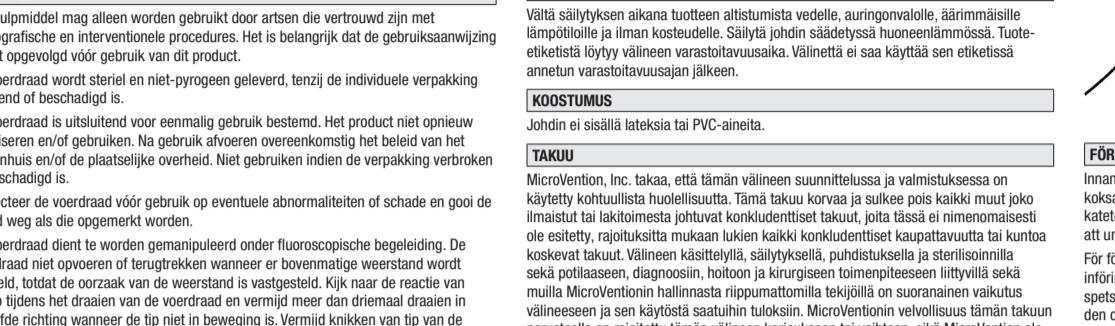 ulpmiddel mag alleen worden gebruikt door artsen die vertrouwd zijn met
ografische en interventionele procedures. Het is belangrijk dat de gebruiksaanwijzing
t opgevolgd vóór gebruik van dit product.
oerdraad wordt steriel en niet-pyrogeen geleverd, tenzij de individuele verpakking
end of beschadigd is.
oerdraad is uitsluitend voor eenmalig gebruik bestemd. Het product niet opnieuw
iseren en/of gebruiken. Na gebruik afvoeren overeenkomstig het beleid van het
enhuis en/of de plaatselijke overheid. Niet gebruiken indien de verpakking verbroken
schadigd is.
cteer de voerdraad vóór gebruik op eventuele abnormaliteiten of schade en gooi de
d weg als die opgemerkt worden.
oerdraad dient te worden gemanipuleerd onder fluoroscopische begeleiding. De
draad niet opvoeren of terugtrekken wanneer er bovenmatige weerstand wordt
eld, totdat de oorzaak van de weerstand is vastgesteld. Kijk naar de reactie van
tijdens het draaien van de voerdraad en vermijd meer dan driemaal draaien in
fde richting wanneer de tip niet in beweging is. Vermijd knikken van tip van de
Vältä säilytyksen aikana tuotteen altistumista vedelle, auringonvalolle, äärimmäisille
lämpötiloille ja ilman kosteudelle. Säilytä johdin säädetyssä huoneenlämmössä. Tuote-
etiketistä löytyy välineen varastoitavuusaika. Välinettä ei saa käyttää sen etiketissä
annetun varastoitavuusajan jälkeen.
KOOSTUMUS
Johdin ei sisällä lateksia tai PVC-aineita.
TAKUU
MicroVention, Inc. takaa, että tämän välineen suunnittelussa ja valmistuksessa on
käytetty kohtuullista huolellisuutta. Tämä takuu korvaa ja sulkee pois kaikki muut joko
ilmaistut tai lakitoimesta johtuvat konkludenttiset takuut, joita tässä ei nimenomaisesti
ole esitetty, rajoituksitta mukaan lukien kaikki konkludenttiset kaupattavuutta tai kuntoa
koskevat takuut. Välineen käsittelyllä, säilytyksellä, puhdistuksella ja steriloinnilla
sekä potilaaseen, diagnoosiin, hoitoon ja kirurgiseen toimenpiteeseen liittyvillä sekä
muilla MicroVentionin hallinnasta riippumattomilla tekijöillä on suoranainen vaikutus
välineeseen ja sen käytöstä saatuihin tuloksiin. MicroVentionin velvollisuus tämän takuun
FÖR
Innan
koksa
katete
att un
För fö
införin
spets
den o